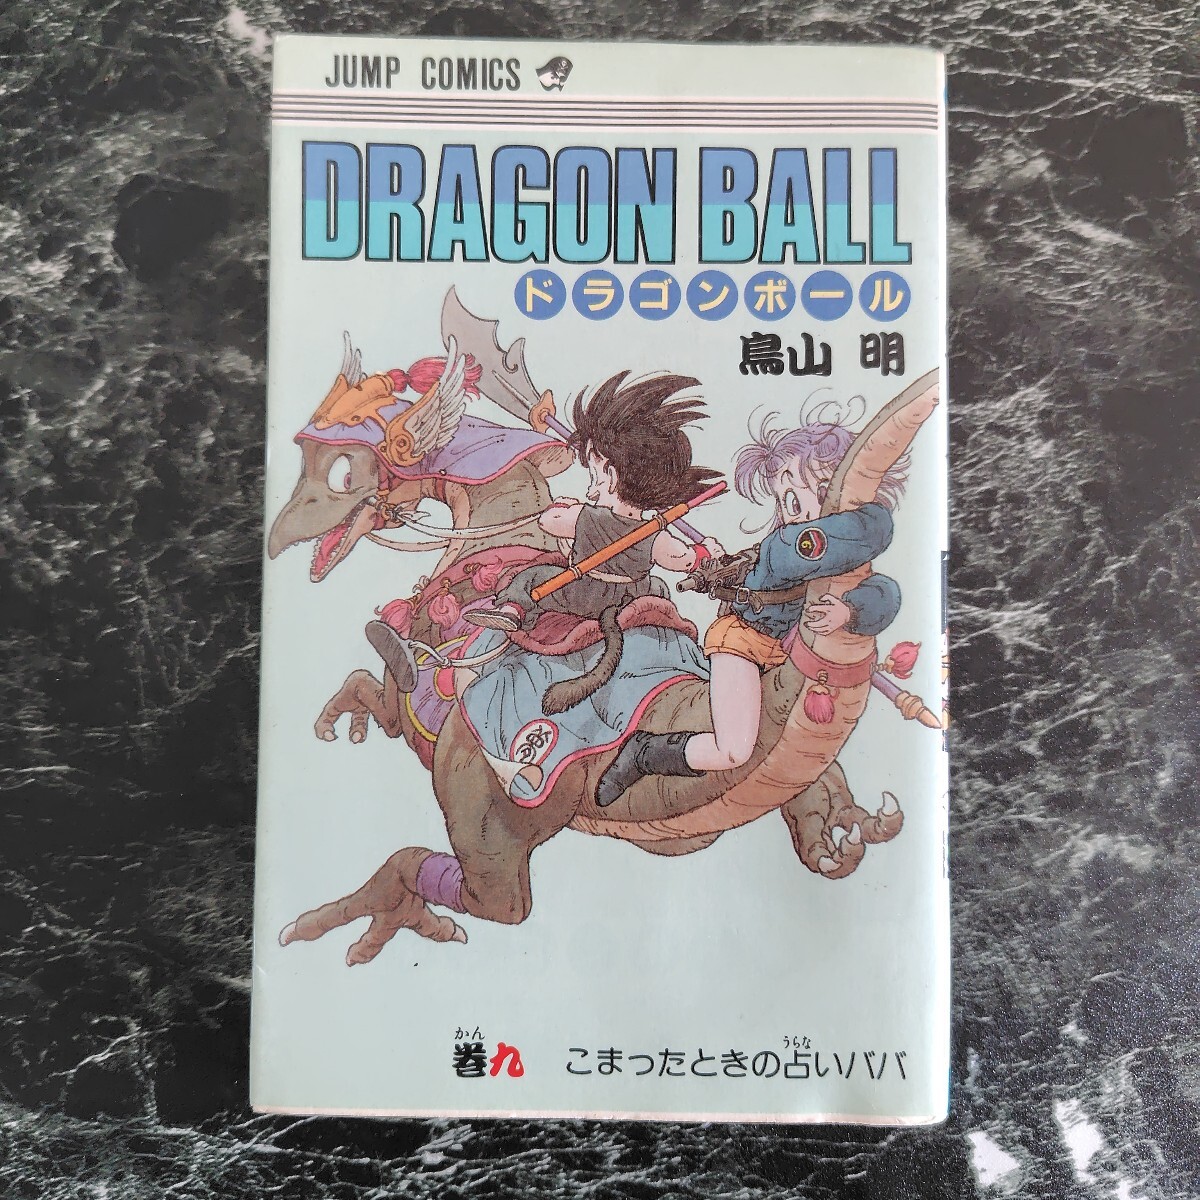 JUMP COMICS
DRAGON BALL
ドラゴンボール
鳥山 明
9
かん
巻九
うらな
こまったときの占いババ